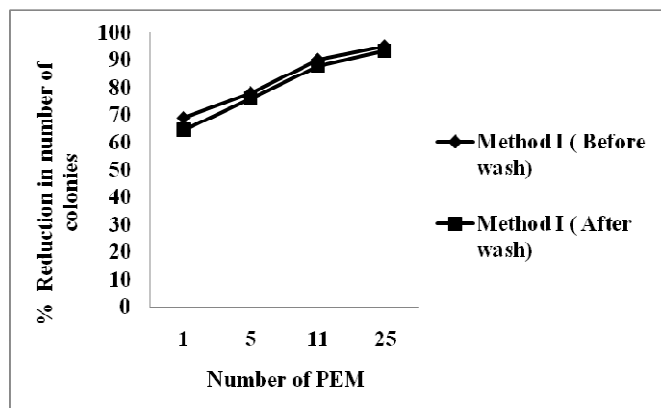 100
90
80
70
60
50
40
30
20
10
0
% Reduction in number of
colonies
1 5 11 25
Number of PEM
Method I ( Before
wash)
Method I ( After
wash)